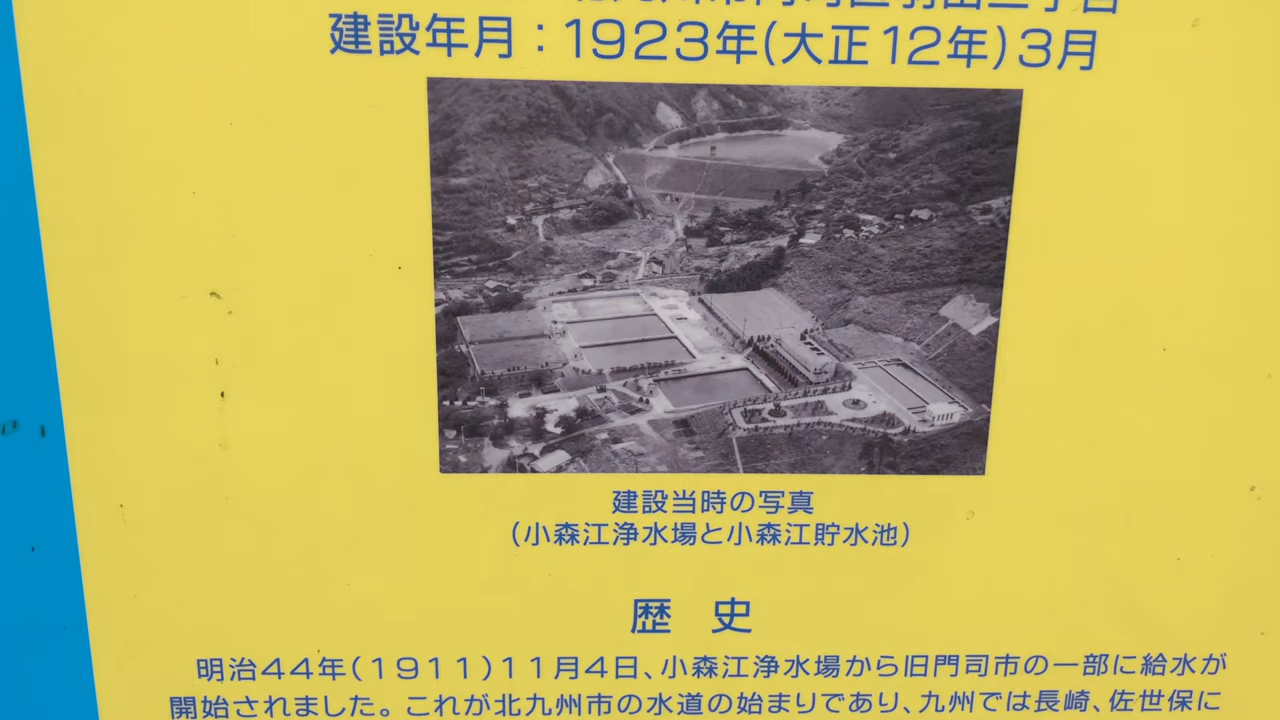 建設年月：1923年(大正12年)3月
建設当時の写真
(小森江浄水場と小森江貯水池)
歴 史
明治44年(1911)11月4日、小森江浄水場から旧門司市の一部に給水が
開始されました。これが北九州市の水道の始まりであり、九州では長崎、佐世保に